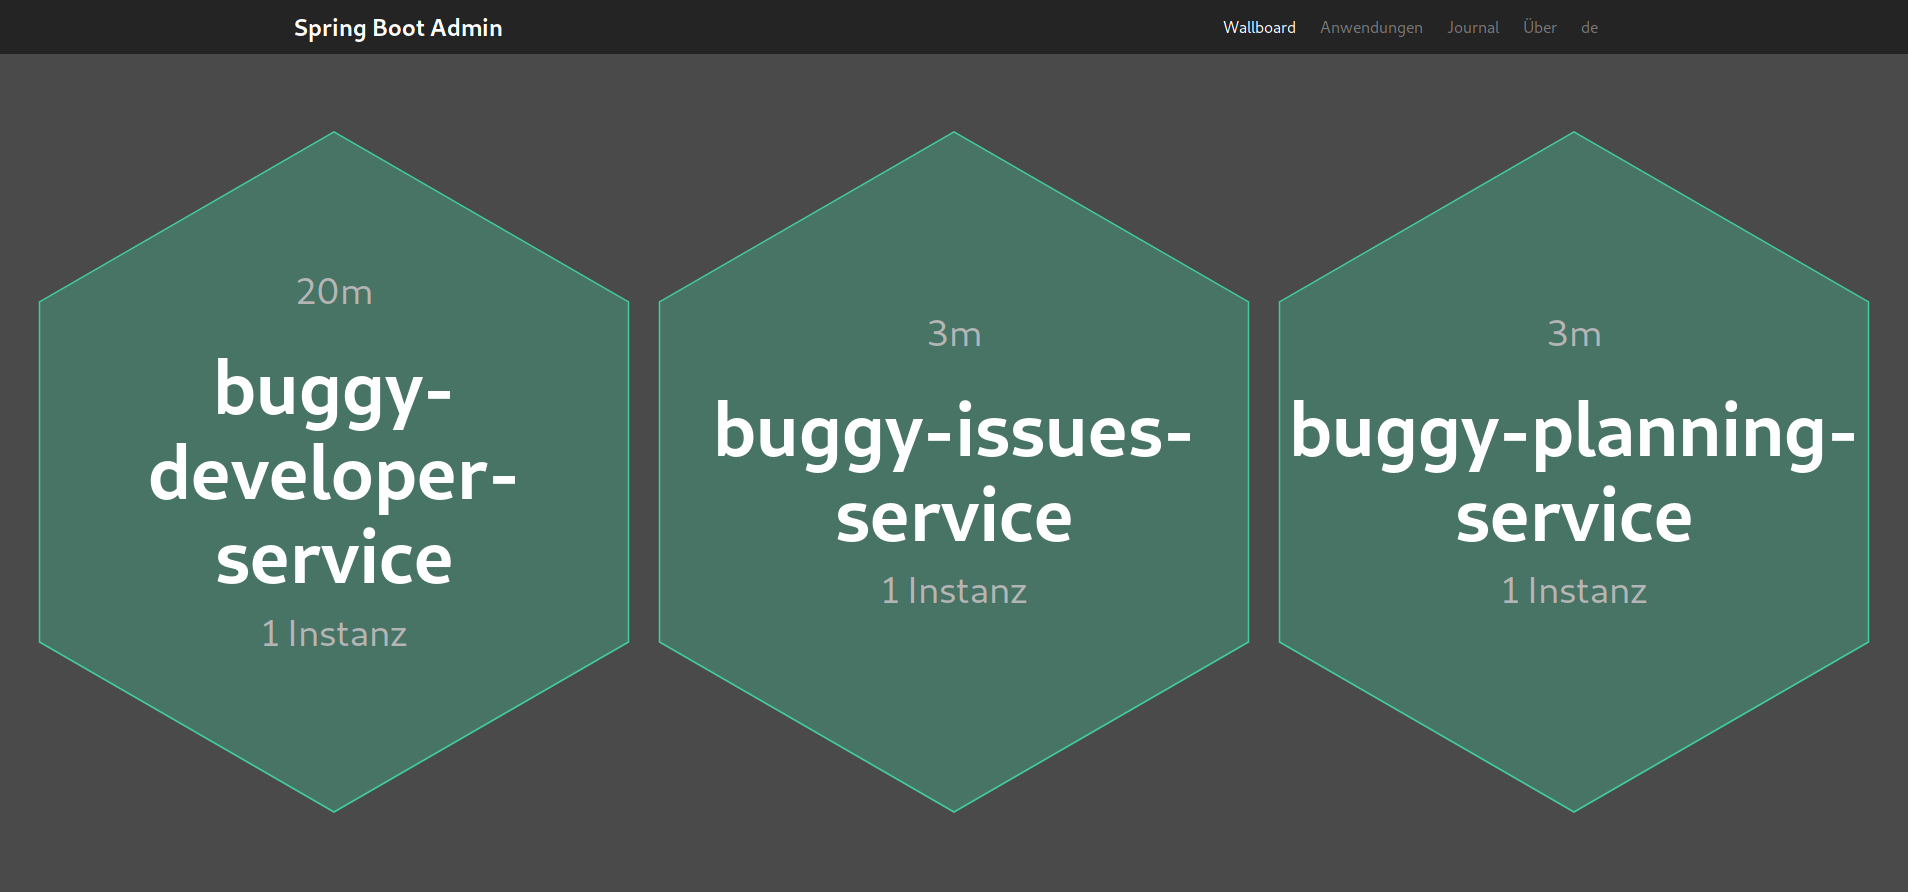 Spring Boot Admin
Wallboard Anwendungen Journal Über de
20m
buggy-
developer-
service
1 Instanz
3m
buggy-issues-
service
1 Instanz
3m
buggy-planning-
service
1 Instanz